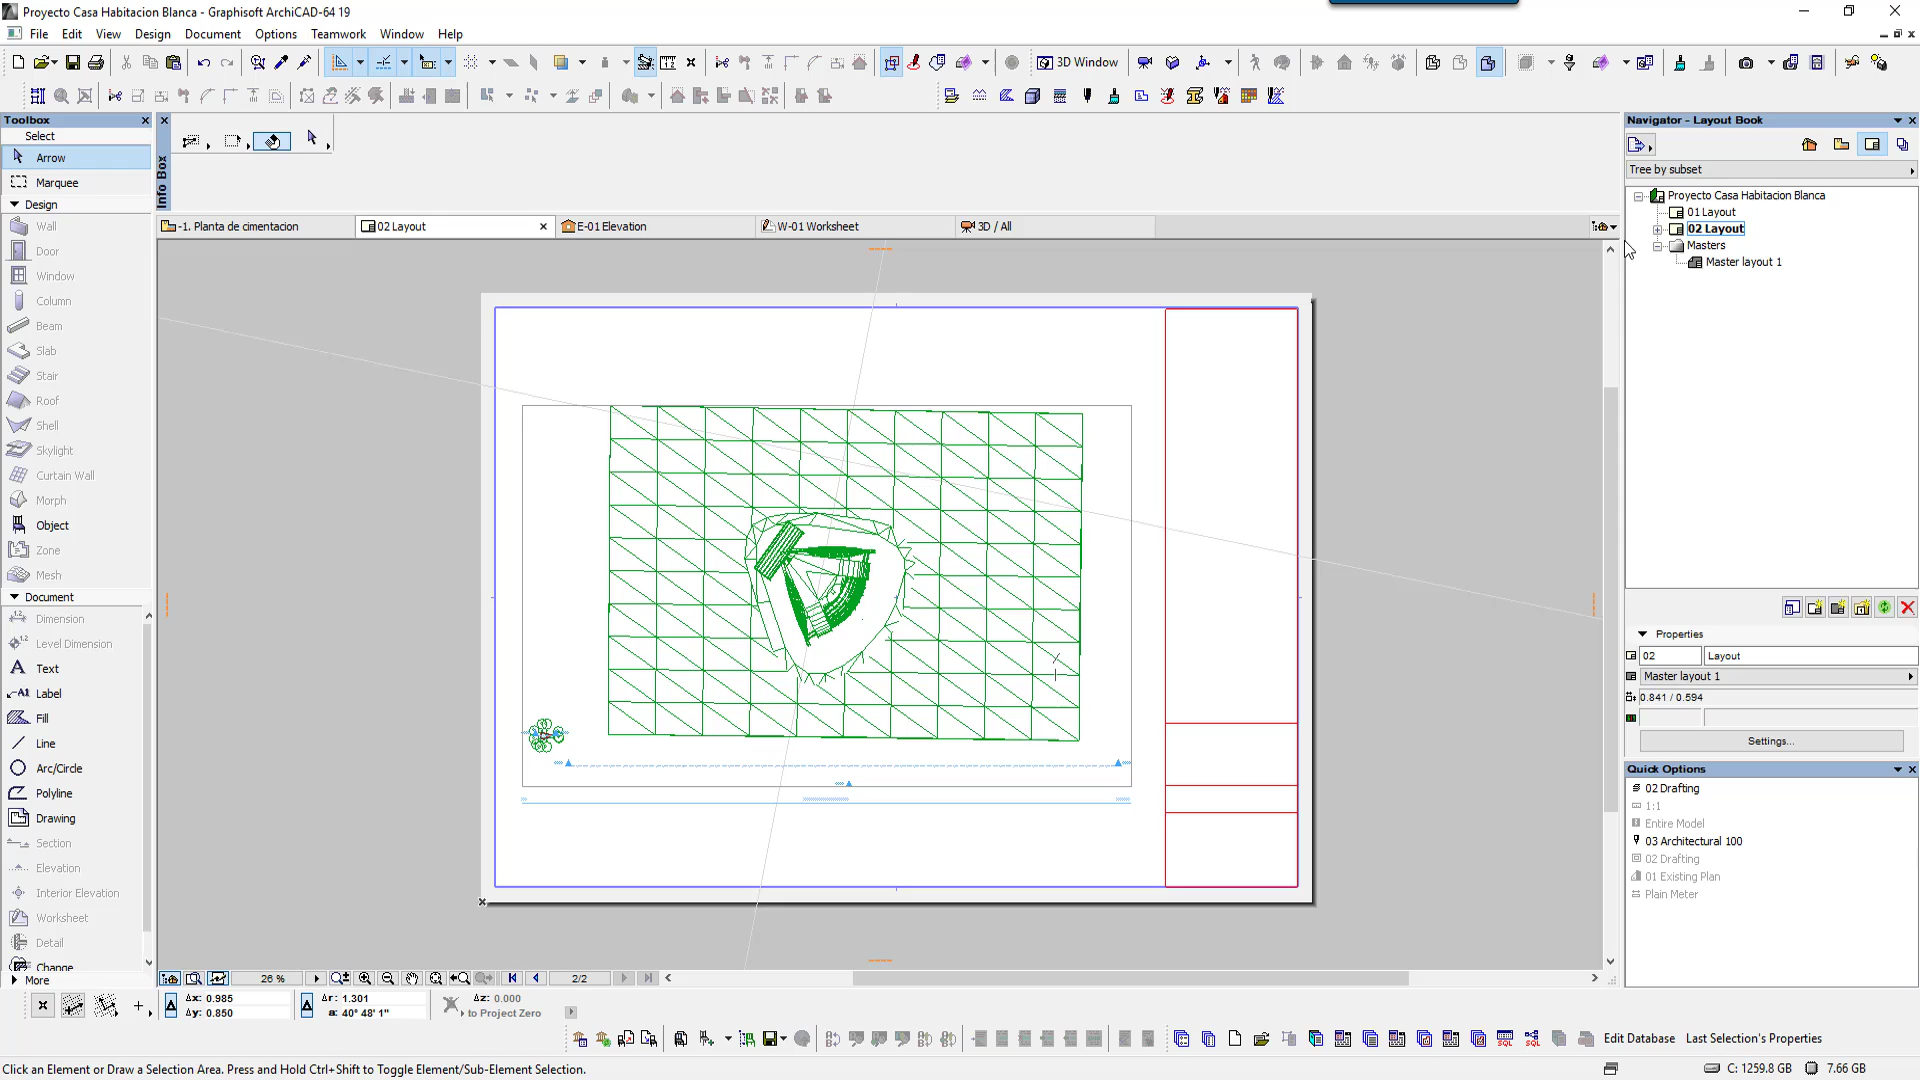 Proyecto Casa Habitacion Blanca - Graphisoft ArchiCAD-64 19
File Edit View Design Document Options Teamwork Window Help
3D Window
Toolbox
Select
Arrow
Marquee
Design
Wall
Door
Window
Column
Beam
Slab
Stair
Roof
Shell
Skylight
Curtain Wall
Morph
Object
Zone
Mesh
Document
Dimension
Level Dimension
Text
Label
Fill
Line
Arc/Circle
Polyline
Drawing
Section
Elevation
Interior Elevation
Worksheet
Detail
Change
More
Info Box
-1. Planta de cimentacion
02 Layout
E-01 Elevation
W-01 Worksheet
3D / All
26 %
2/2
Δx: 0.985
Δy: 0.850
Δr: 1.301
a: 40° 48' 1"
Δz: 0.000
to Project Zero
Navigator - Layout Book
Tree by subset
Proyecto Casa Habitacion Blanca
01 Layout
02 Layout
Masters
Master layout 1
Properties
02 Layout
Master layout 1
0.841 / 0.594
Settings...
Quick Options
02 Drafting
1:1
Entire Model
03 Architectural 100
02 Drafting
01 Existing Plan
Plain Meter
Edit Database Last Selection's Properties
Click an Element or Draw a Selection Area. Press and Hold Ctrl+Shift to Toggle Element/Sub-Element Selection.
C: 1259.8 GB 7.66 GB